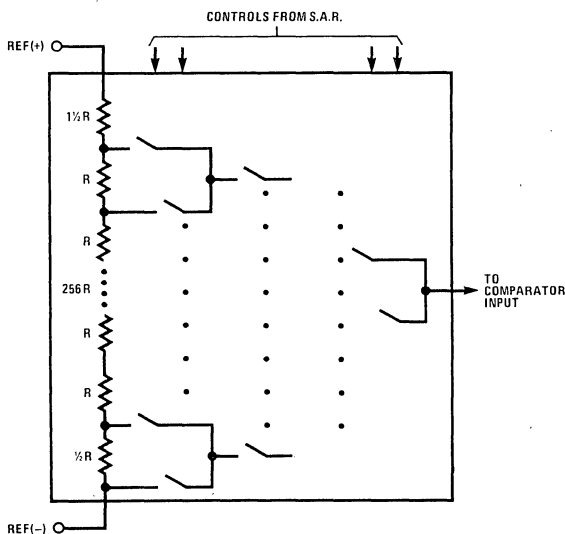 CONTROLS FROM S.A.R.
REF(+)
1½R
R
R
256R
R
R
½R
TO
COMPARATOR
INPUT
REF(−)